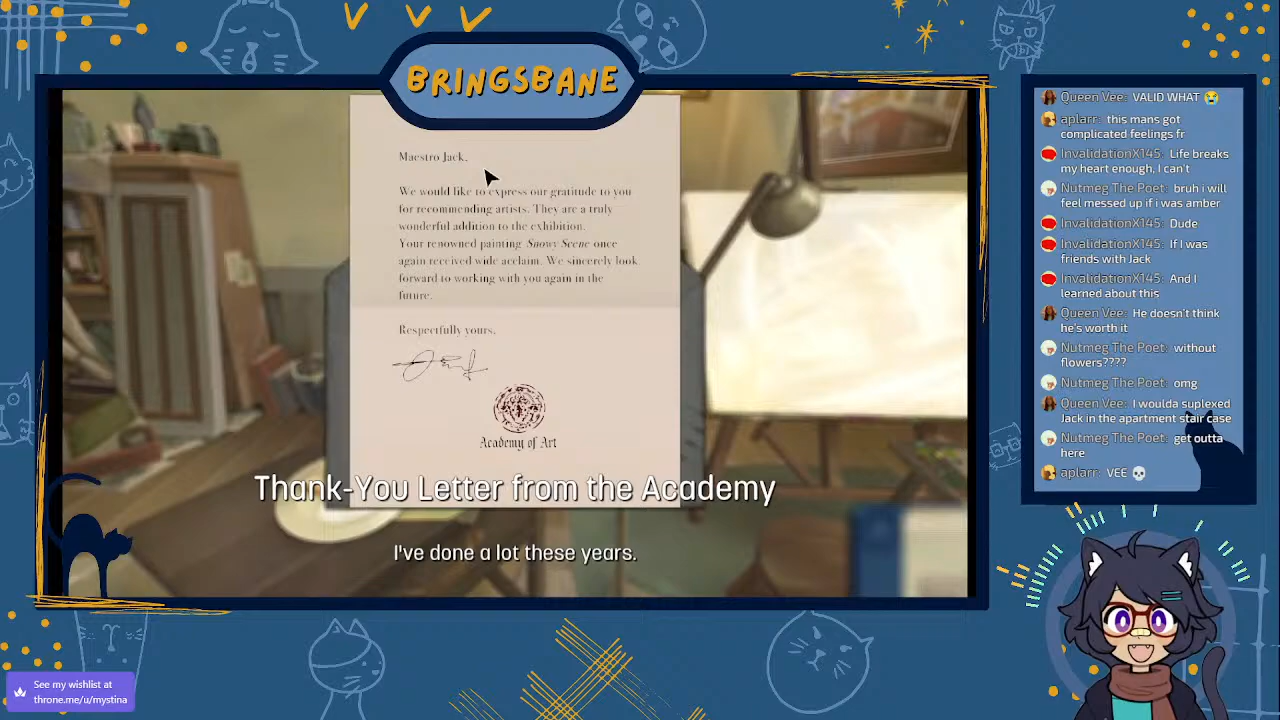 BRINGSBANE
Maestro Jack,
We would like to express our gratitude to you
for recommending artists. They are a truly
wonderful addition to the exhibition.
Your renowned painting Snowy Scene once
again received wide acclaim. We sincerely look
forward to working with you again in the
future.
Respectfully yours,
Academy of Art
Thank-You Letter from the Academy
I've done a lot these years.
Queen Vee: VALID WHAT 😭
aplarr: this mans got
complicated feelings fr
InvalidationX145: Life breaks
my heart enough, I can't
Nutmeg The Poet: bruh i will
feel messed up if i was amber
InvalidationX145: Dude
InvalidationX145: If I was
friends with Jack
InvalidationX145: And I
learned about this
Queen Vee: He doesn't think
he's worth it
Nutmeg The Poet: without
flowers????
Nutmeg The Poet: omg
Queen Vee: I woulda suplexed
Jack in the apartment stair case
Nutmeg The Poet: get outta
here
aplarr: VEE 💀
See my wishlist at
throne.me/u/mystina